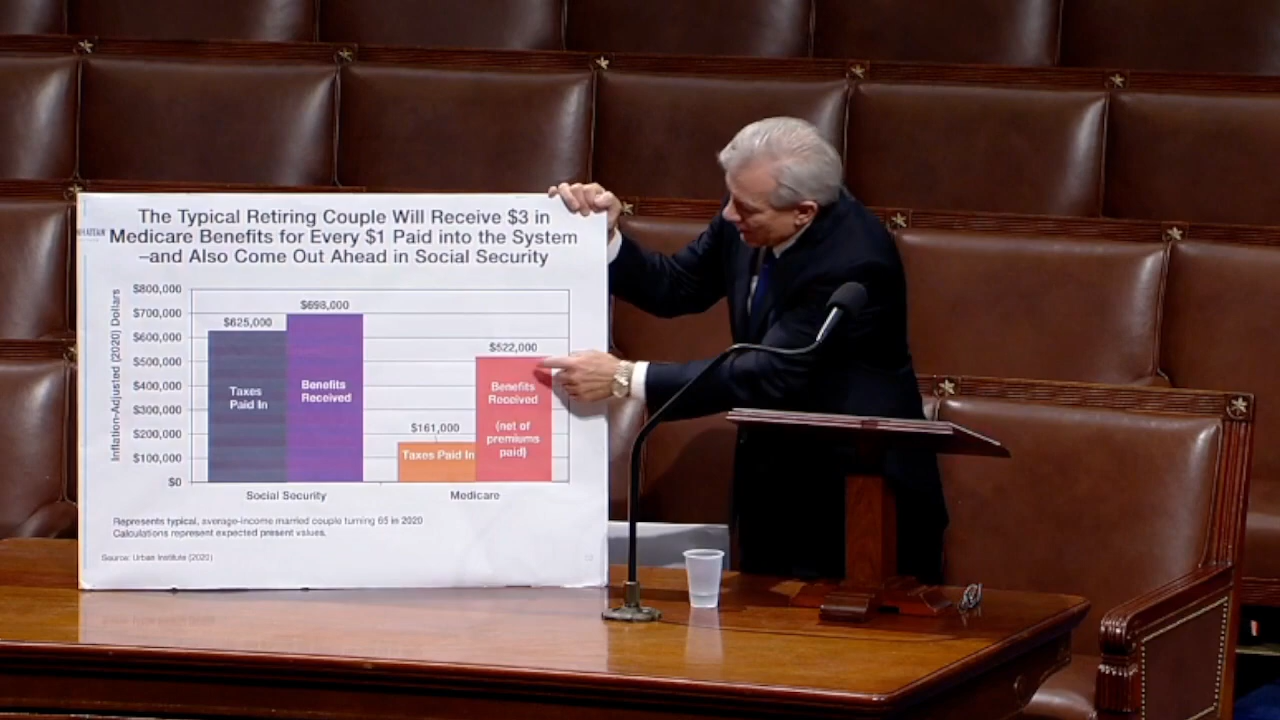 The Typical Retiring Couple Will Receive $3 in
Medicare Benefits for Every $1 Paid into the System
–and Also Come Out Ahead in Social Security
Inflation-Adjusted (2020) Dollars
$800,000
$700,000
$600,000
$500,000
$400,000
$300,000
$200,000
$100,000
$0
$625,000
$698,000
$161,000
$522,000
Taxes
Paid In
Benefits
Received
Taxes Paid In
Benefits
Received
(net of
premiums
paid)
Social Security
Medicare
Represents typical, average-income married couple turning 65 in 2020
Calculations represent expected present values.
Source: Urban Institute (2020)